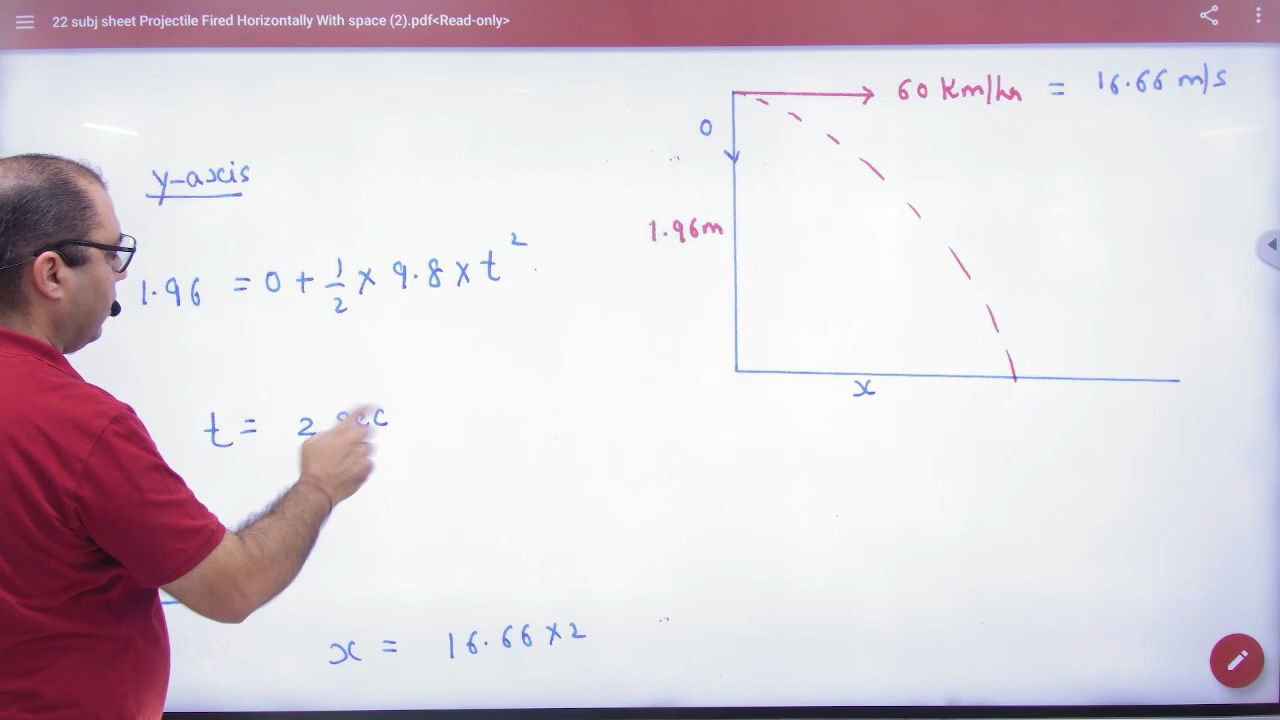 22 subj sheet Projectile Fired Horizontally With space (2).pdf<Read-only>
60 Km/hr = 16.66 m/s
0
y-axis
1.96m
1.96 = 0 + 1/2 × 9.8 × t²
x
t = 2 sec
x = 16.66 × 2